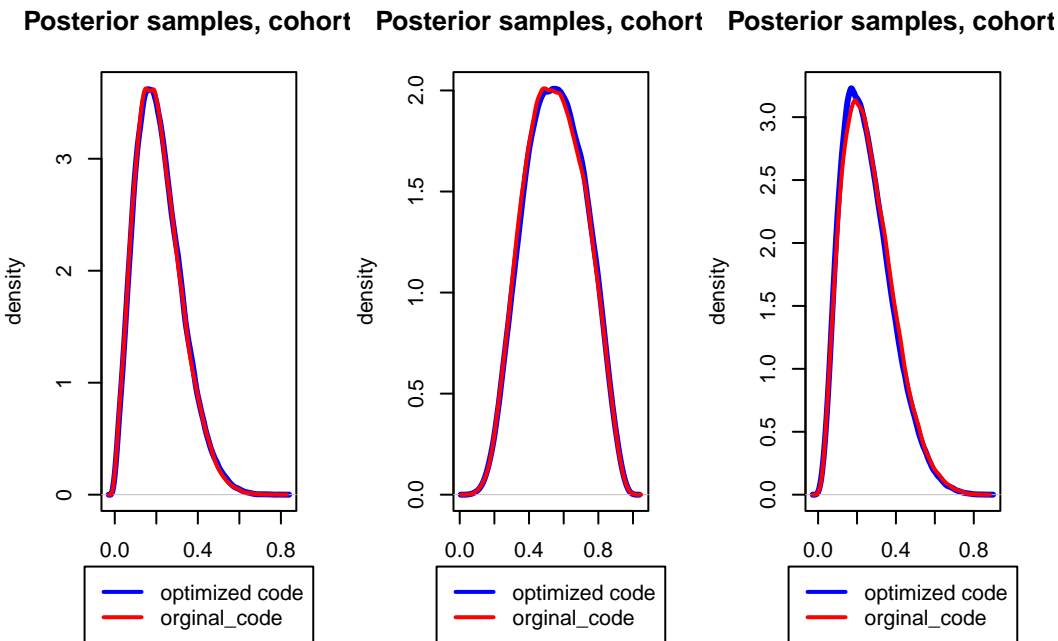 Posterior samples, cohort
Posterior samples, cohort
Posterior samples, cohort
density
3
2
1
0
0.0
0.4
0.8
optimized code
orginal_code
density
2.0
1.5
1.0
0.5
0.0
0.0
0.4
0.8
optimized code
orginal_code
density
3.0
2.5
2.0
1.5
1.0
0.5
0.0
0.0
0.4
0.8
optimized code
orginal_code